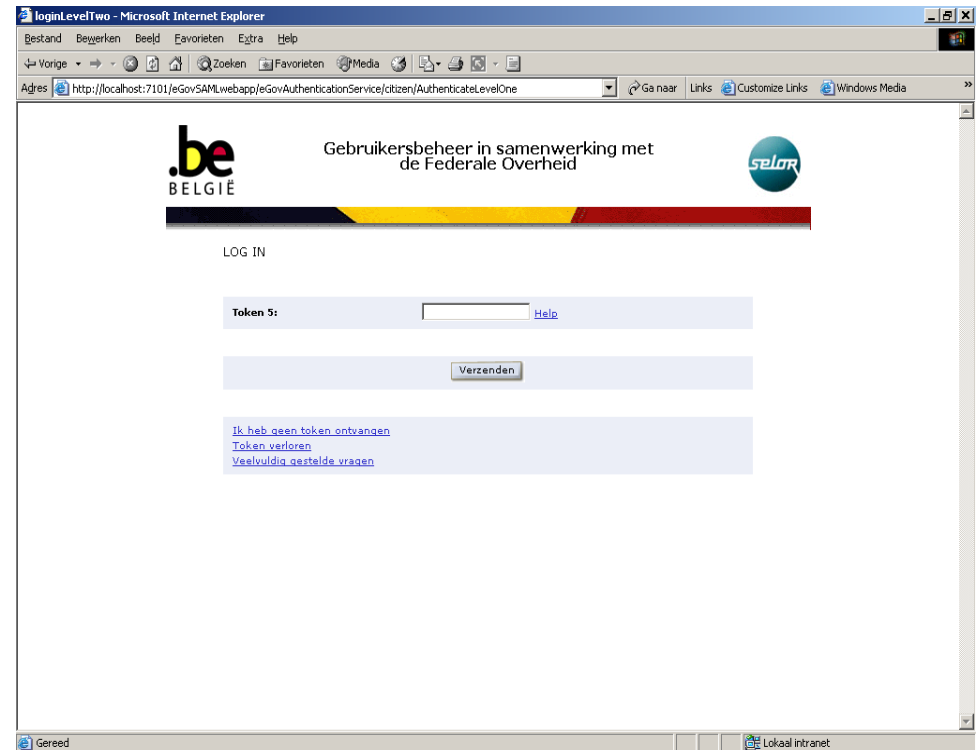 loginLevelTwo - Microsoft Internet Explorer
Bestand Bewerken Beeld Favorieten Extra Help
Vorige Zoeken Favorieten Media
Adres http://localhost:7101/eGovSAMLwebapp/eGovAuthenticationService/citizen/AuthenticateLevelOne Ga naar Links Customize Links Windows Media »
.be
BELGIË
Gebruikersbeheer in samenwerking met
de Federale Overheid
SELOR
LOG IN
Token 5: Help
Verzenden
Ik heb geen token ontvangen
Token verloren
Veelvuldig gestelde vragen
Gereed Lokaal intranet